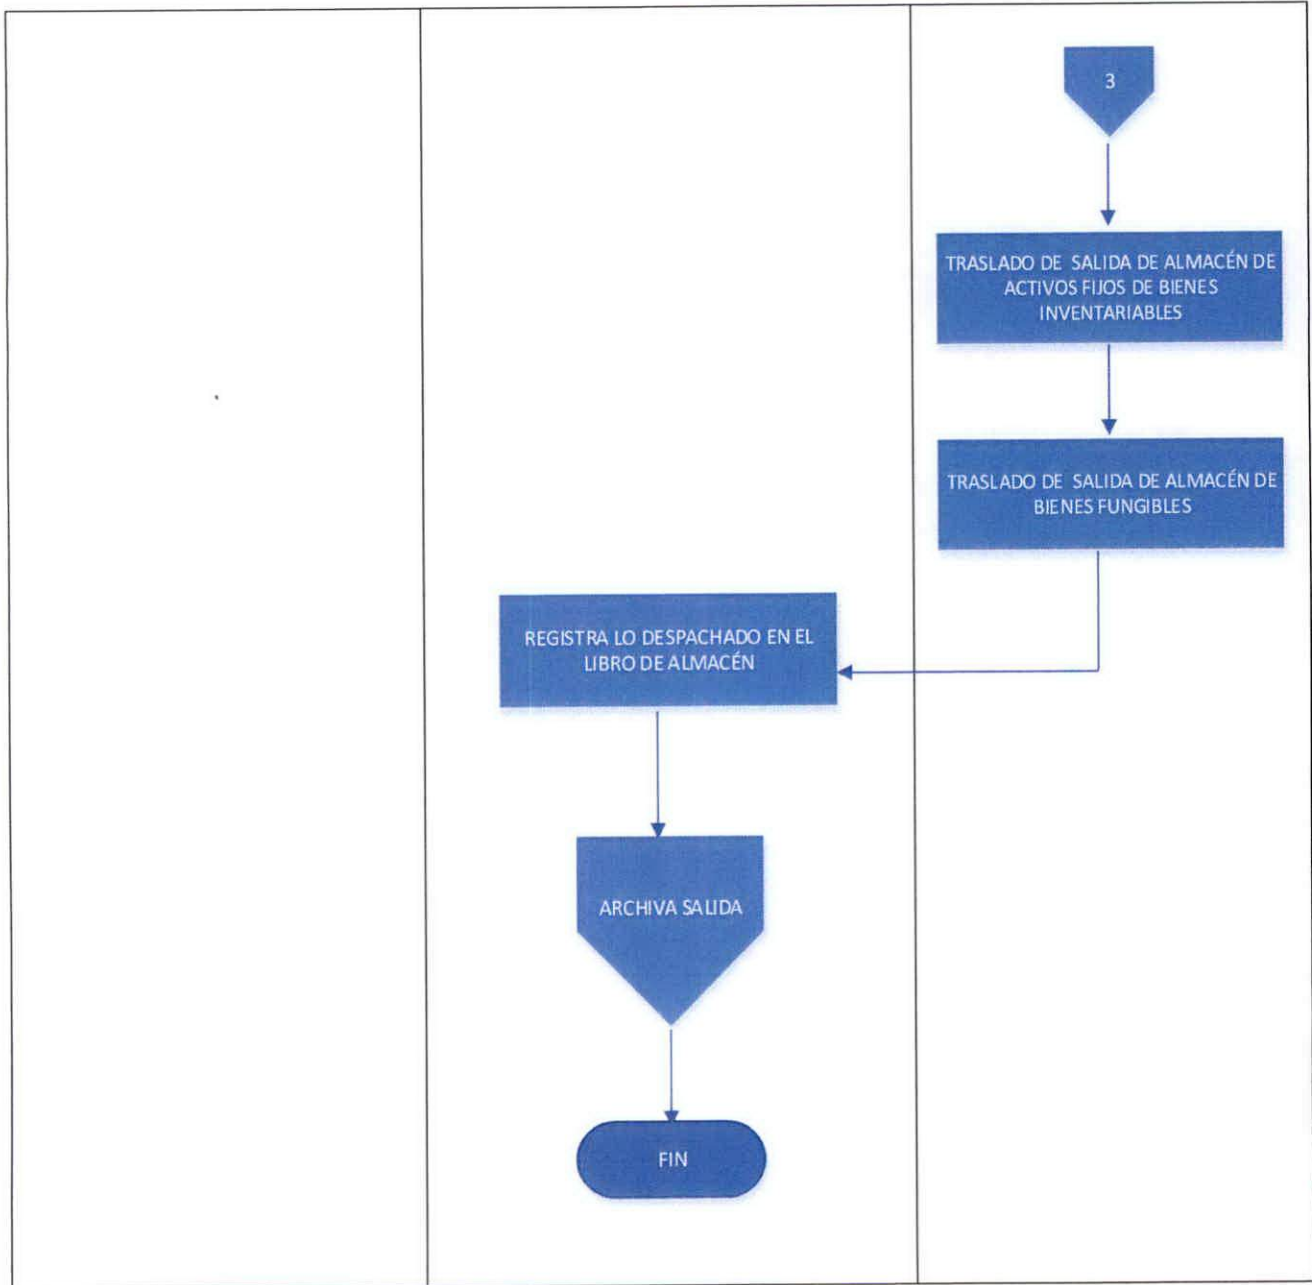 3
TRASLADO DE SALIDA DE ALMACÉN DE
ACTIVOS FIJOS DE BIENES
INVENTARIABLES
TRASLADO DE SALIDA DE ALMACÉN DE
BIENES FUNGIBLES
REGISTRA LO DESPACHADO EN EL
LIBRO DE ALMACÉN
ARCHIVA SALIDA
FIN